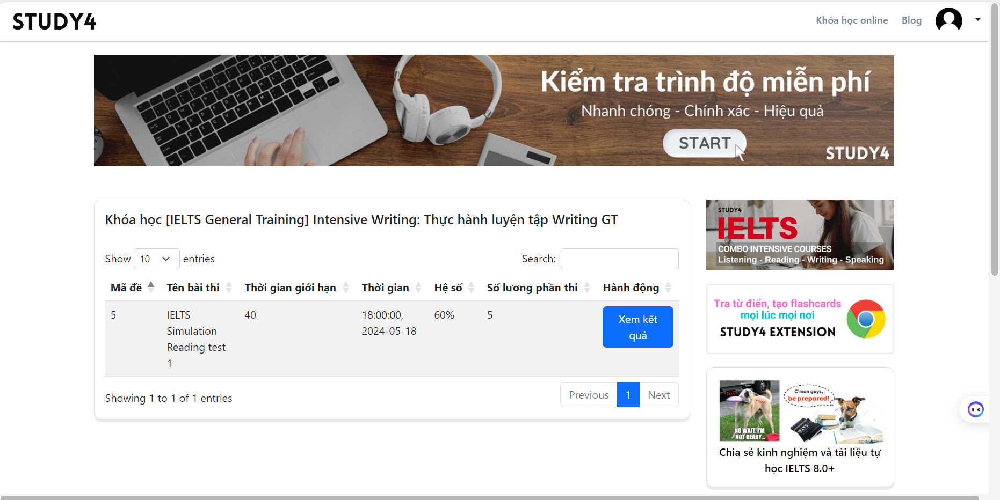 STUDY4
Khóa học online
Blog
Kiểm tra trình độ miễn phí
Nhanh chóng - Chính xác - Hiệu quả
START
STUDY4
Khóa học [IELTS General Training] Intensive Writing: Thực hành luyện tập Writing GT
Show 10 entries
Search:
Mã đề Tên bài thi Thời gian giới hạn Thời gian Hệ số Số lương phần thi Hành động
5 IELTS 40 18:00:00, 60% 5 Xem kết
Simulation 2024-05-18 quả
Reading test
1
Showing 1 to 1 of 1 entries
Previous 1 Next
STUDY4
IELTS
COMBO INTENSIVE COURSES
Listening - Reading - Writing - Speaking
Tra từ điển, tạo flashcards
mọi lúc mọi nơi
STUDY4 EXTENSION
*IELTS
*You
NO WAIT, I'M
NOT READY...
C'mon guys,
be prepared!
IELTS
Chia sẻ kinh nghiệm và tài liệu tự
học IELTS 8.0+